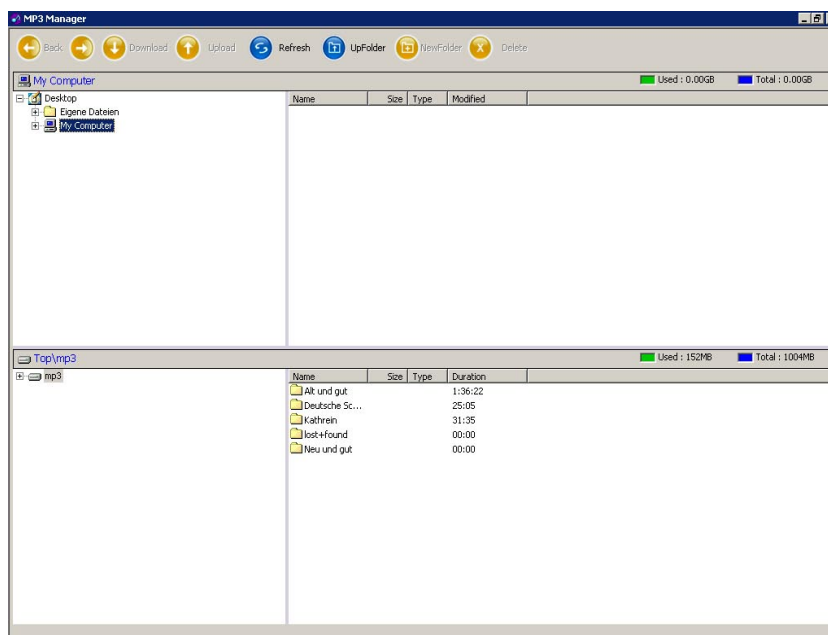 MP3 Manager
Back Download Upload Refresh UpFolder NewFolder Delete
My Computer Used : 0.00GB Total : 0.00GB
Desktop
Eigene Dateien
My Computer
Name Size Type Modified
Top\mp3 Used : 152MB Total : 1004MB
mp3
Name Size Type Duration
Alt und gut 1:36:22
Deutsche Sc... 25:05
Kathrein 31:35
lost+found 00:00
Neu und gut 00:00